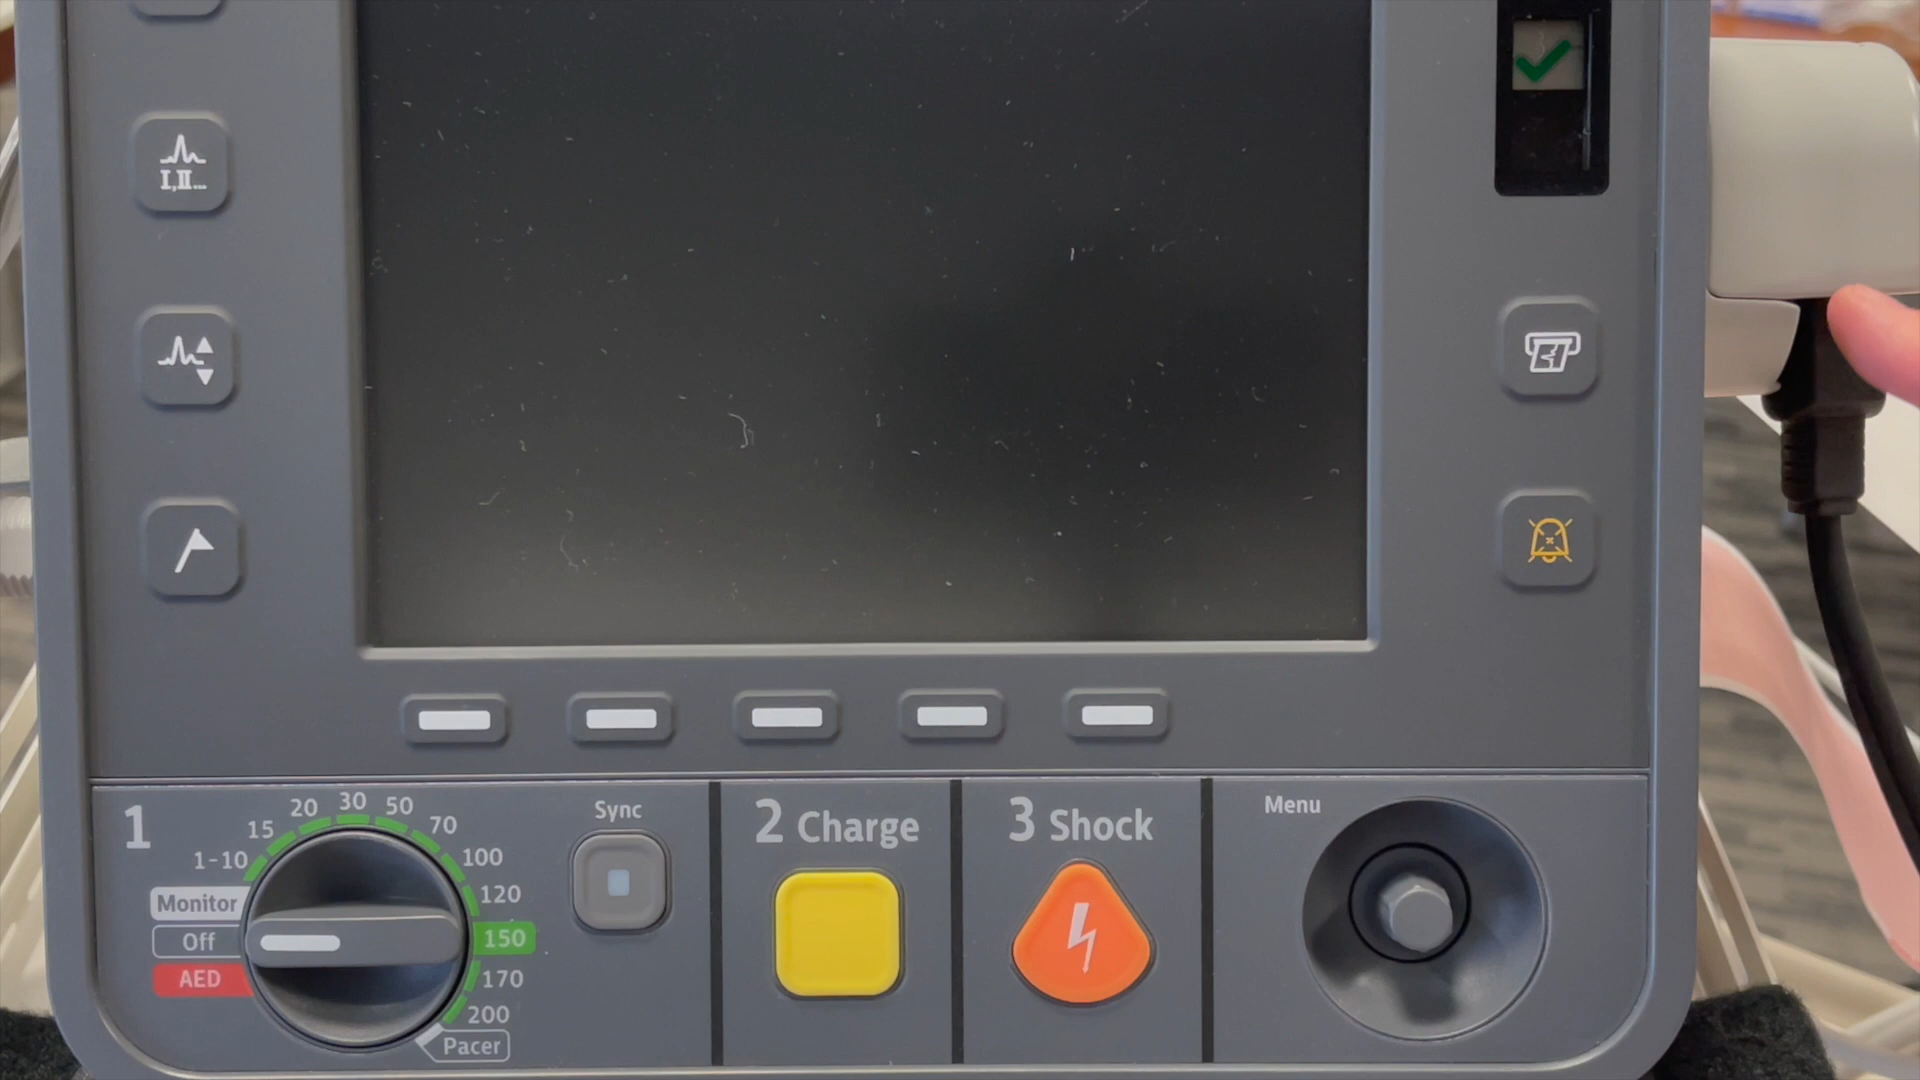 I,II...
1
1-10
15
20
30
50
70
100
120
150
170
200
Pacer
Monitor
Off
AED
Sync
2 Charge
3 Shock
Menu